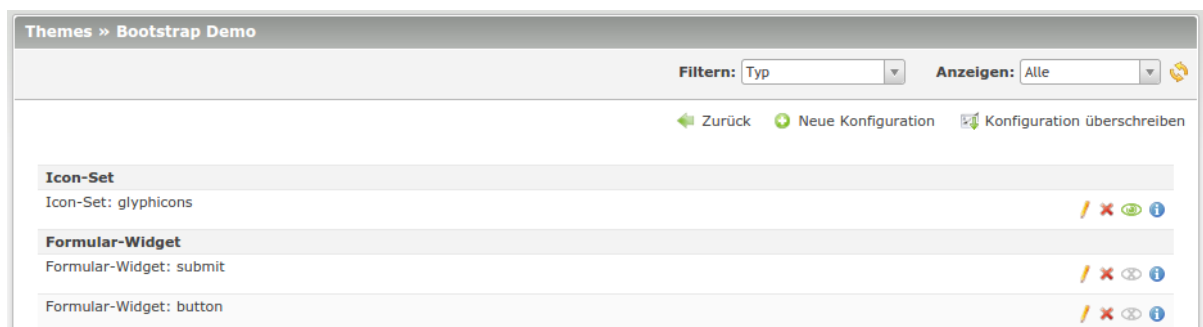 Themes » Bootstrap Demo
Filtern: Typ Anzeigen: Alle
Zurück Neue Konfiguration Konfiguration überschreiben
Icon-Set
Icon-Set: glyphicons
Formular-Widget
Formular-Widget: submit
Formular-Widget: button